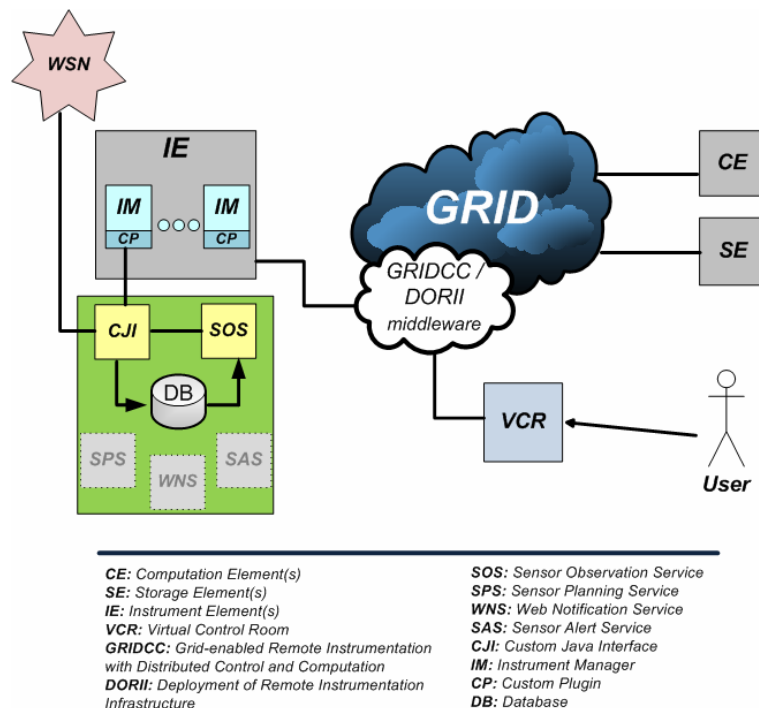 WSN
IE
IM
IM
CP
CP
GRID
CE
SE
GRIDCC /
DORII
middleware
CJI
SOS
DB
SPS
WNS
SAS
VCR
User
CE: Computation Element(s)
SE: Storage Element(s)
IE: Instrument Element(s)
VCR: Virtual Control Room
GRIDCC: Grid-enabled Remote Instrumentation
with Distributed Control and Computation
DORII: Deployment of Remote Instrumentation
Infrastructure
SOS: Sensor Observation Service
SPS: Sensor Planning Service
WNS: Web Notification Service
SAS: Sensor Alert Service
CJI: Custom Java Interface
IM: Instrument Manager
CP: Custom Plugin
DB: Database